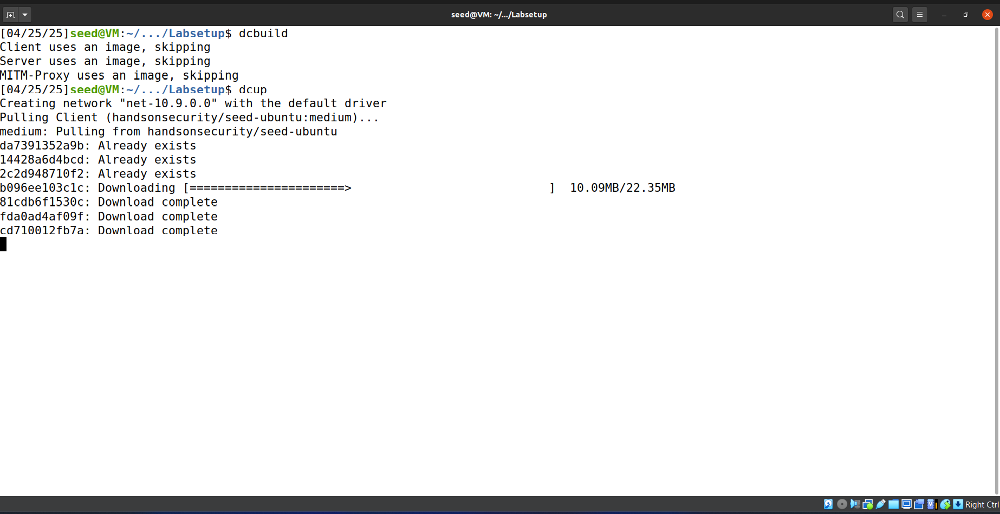 seed@VM: ~/.../Labsetup
[04/25/25]seed@VM:~/.../Labsetup$ dcbuild
Client uses an image, skipping
Server uses an image, skipping
MITM-Proxy uses an image, skipping
[04/25/25]seed@VM:~/.../Labsetup$ dcup
Creating network "net-10.9.0.0" with the default driver
Pulling Client (handsonsecurity/seed-ubuntu:medium)...
medium: Pulling from handsonsecurity/seed-ubuntu
da7391352a9b: Already exists
14428a6d4bcd: Already exists
2c2d948710f2: Already exists
b096ee103c1c: Downloading [======================>                            ]  10.09MB/22.35MB
81cdb6f1530c: Download complete
fda0ad4af09f: Download complete
cd710012fb7a: Download complete
Right Ctrl